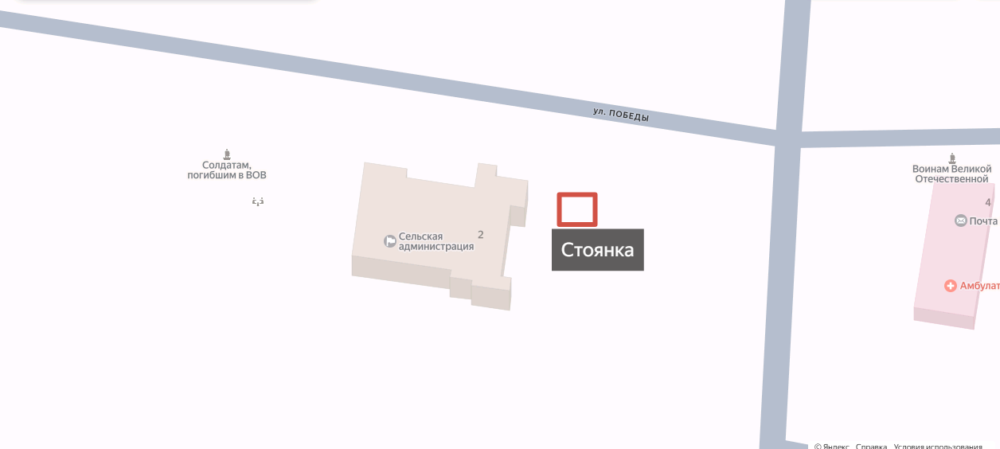 ул. ПОБЕДЫ
Солдатам,
погибшим в ВОВ
Воинам Великой
Отечественной
4
Почта
Сельская
администрация
2
Стоянка
Амбулат
© Яндекс Справка Условия использования